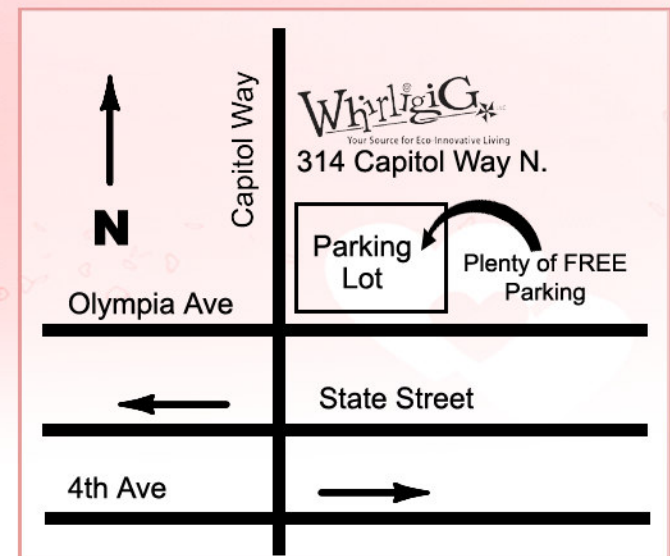 Capitol Way
WhirligiG
Your Source for Eco-Innovative Living
314 Capitol Way N.
N
Parking
Lot
Plenty of FREE
Parking
Olympia Ave
State Street
4th Ave